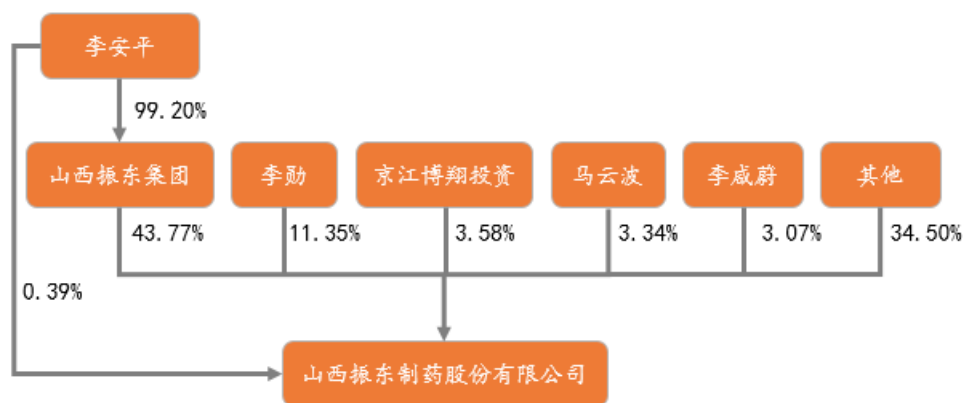 李安平
99.20%
山西振东集团
李勋
京江博翔投资
马云波
李咸蔚
其他
43.77%
11.35%
3.58%
3.34%
3.07%
34.50%
0.39%
山西振东制药股份有限公司